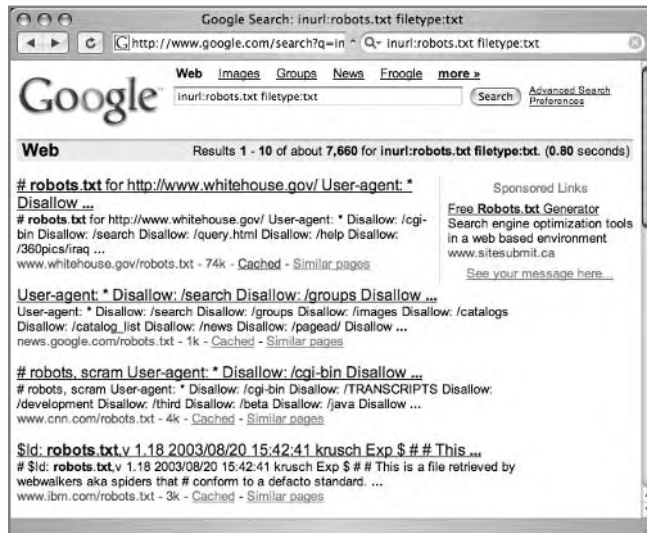 Google Search: inurl:robots.txt filetype:txt
G http://www.google.com/search?q=in
Q- inurl:robots.txt filetype:txt
Google
Web Images Groups News Froogle more »
inurl:robots.txt filetype:txt
Search
Advanced Search
Preferences
Web
Results 1 - 10 of about 7,660 for inurl:robots.txt filetype:txt. (0.80 seconds)
# robots.txt for http://www.whitehouse.gov/ User-agent: *
Disallow ...
# robots.txt for http://www.whitehouse.gov/ User-agent: * Disallow: /cgi-
bin Disallow: /search Disallow: /query.html Disallow: /help Disallow:
/360pics/iraq ...
www.whitehouse.gov/robots.txt - 74k - Cached - Similar pages
Sponsored Links
Free Robots.txt Generator
Search engine optimization tools
in a web based environment
www.sitesubmit.ca
See your message here...
User-agent: * Disallow: /search Disallow: /groups Disallow ...
User-agent: * Disallow: /search Disallow: /groups Disallow: /images Disallow: /catalogs
Disallow: /catalog_list Disallow: /news Disallow: /pagead/ Disallow ...
news.google.com/robots.txt - 1k - Cached - Similar pages
# robots, scram User-agent: * Disallow: /cgi-bin Disallow ...
# robots, scram User-agent: * Disallow: /cgi-bin Disallow: /TRANSCRIPTS Disallow:
/development Disallow: /third Disallow: /beta Disallow: /java Disallow ...
www.cnn.com/robots.txt - 4k - Cached - Similar pages
$Id: robots.txt,v 1.18 2003/08/20 15:42:41 krusch Exp $ # # This ...
# $Id: robots.txt,v 1.18 2003/08/20 15:42:41 krusch Exp $ # # This is a file retrieved by
webwalkers aka spiders that # conform to a defacto standard. ...
www.ibm.com/robots.txt - 3k - Cached - Similar pages